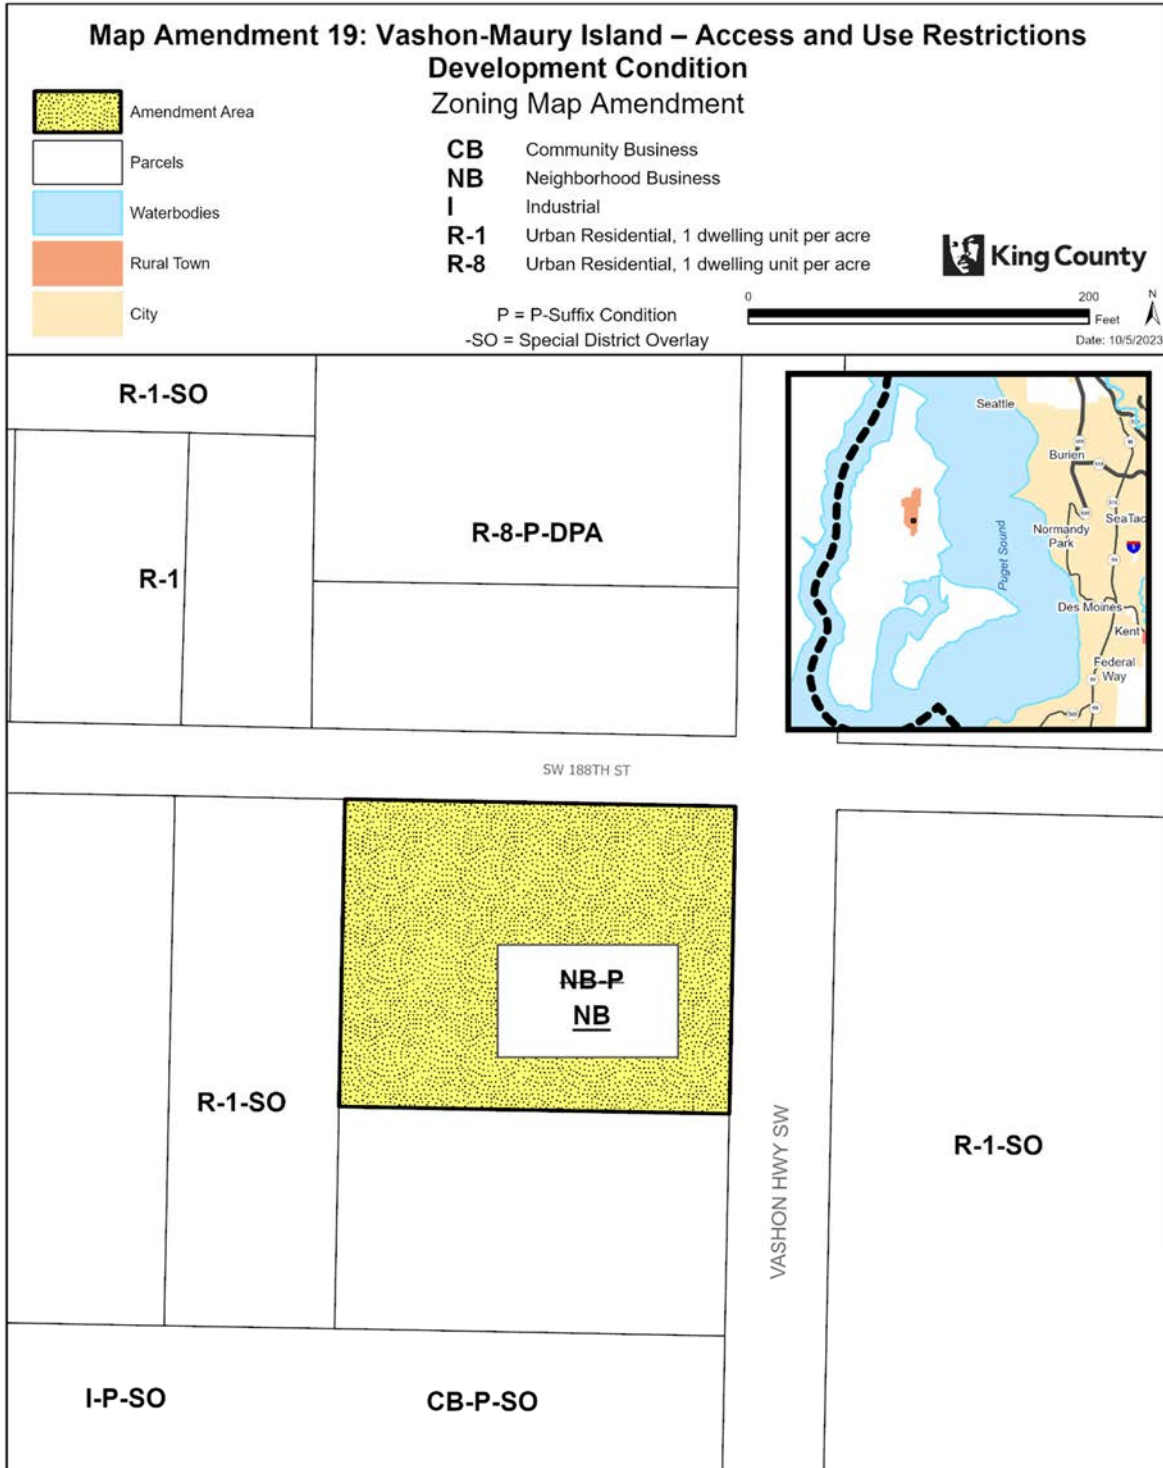 Map Amendment 19: Vashon-Maury Island – Access and Use Restrictions
Development Condition
Zoning Map Amendment
Amendment Area
Parcels
Waterbodies
Rural Town
City
CB Community Business
NB Neighborhood Business
I Industrial
R-1 Urban Residential, 1 dwelling unit per acre
R-8 Urban Residential, 1 dwelling unit per acre
P = P-Suffix Condition
-SO = Special District Overlay
King County
0 200
Feet
N
Date: 10/5/2023
R-1-SO
R-8-P-DPA
R-1
Seattle
Burien
Normandy
Park
SeaTac
Puget Sound
Des Moines
Kent
Federal
Way
SW 188TH ST
NB-P
NB
R-1-SO
VASHON HWY SW
R-1-SO
I-P-SO
CB-P-SO